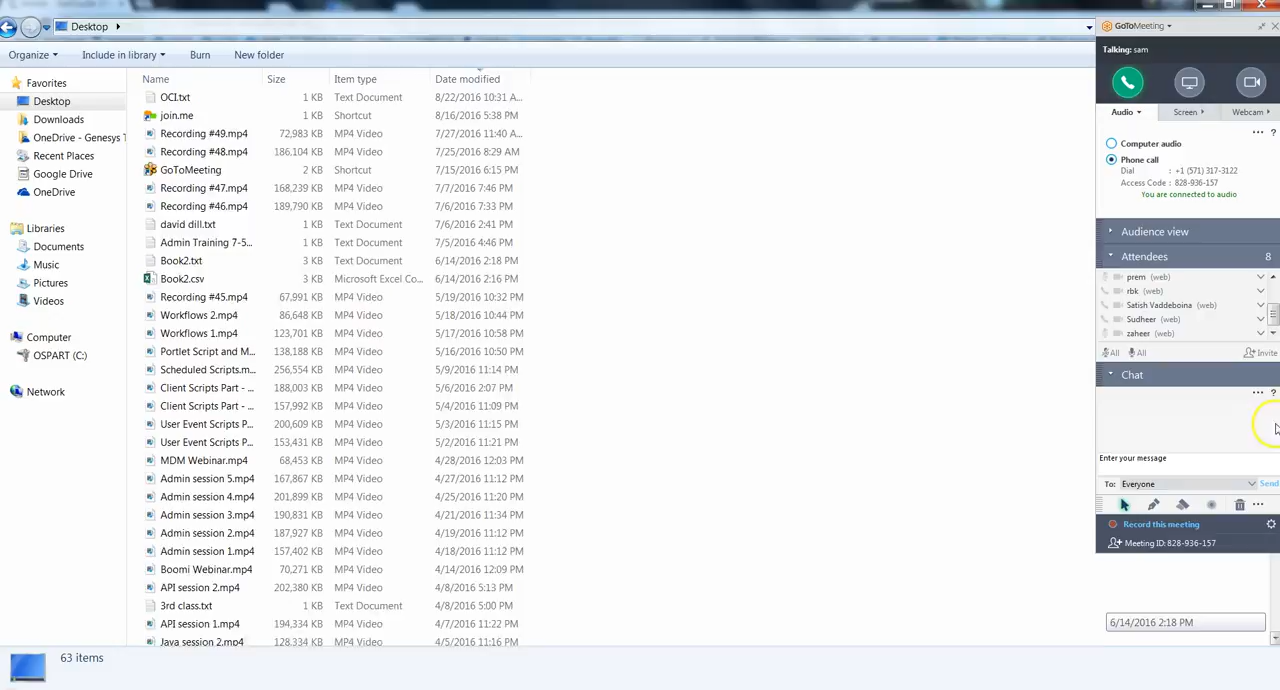 Desktop
GoToMeeting
Talking: sam
Organize
Include in library
Burn
New folder
Audio
Screen
Webcam
Favorites
Desktop
Downloads
OneDrive - Genesys T
Recent Places
Google Drive
OneDrive
Libraries
Documents
Music
Pictures
Videos
Computer
OSPART (C:)
Network
Name Size Item type Date modified
OCI.txt 1 KB Text Document 8/22/2016 10:31 A...
join.me 1 KB Shortcut 8/16/2016 5:38 PM
Recording #49.mp4 72,983 KB MP4 Video 7/27/2016 11:40 A...
Recording #48.mp4 186,104 KB MP4 Video 7/25/2016 8:29 AM
GoToMeeting 2 KB Shortcut 7/15/2016 6:15 PM
Recording #47.mp4 168,239 KB MP4 Video 7/7/2016 7:46 PM
Recording #46.mp4 189,790 KB MP4 Video 7/6/2016 3:13 PM
david dill.txt 1 KB Text Document 7/6/2016 2:41 PM
Admin Training 7-5... 1 KB Text Document 7/5/2016 4:46 PM
Book2.txt 3 KB Text Document 6/14/2016 2:18 PM
Book2.csv 3 KB Microsoft Excel Co... 6/14/2016 2:16 PM
Recording #45.mp4 67,991 KB MP4 Video 5/19/2016 10:32 PM
Workflows 2.mp4 86,648 KB MP4 Video 5/18/2016 10:44 PM
Workflows 1.mp4 123,701 KB MP4 Video 5/17/2016 10:58 PM
Portlet Script and M... 138,188 KB MP4 Video 5/16/2016 10:50 PM
Scheduled Scripts.m... 256,554 KB MP4 Video 5/9/2016 11:14 PM
Client Scripts Part - ... 188,003 KB MP4 Video 5/6/2016 2:07 PM
Client Scripts Part - ... 157,992 KB MP4 Video 5/4/2016 11:09 PM
User Event Scripts P... 200,609 KB MP4 Video 5/3/2016 11:15 PM
User Event Scripts P... 153,431 KB MP4 Video 5/2/2016 11:21 PM
MDM Webinar.mp4 68,453 KB MP4 Video 4/28/2016 12:03 PM
Admin session 5.mp4 167,867 KB MP4 Video 4/27/2016 11:12 PM
Admin session 4.mp4 201,899 KB MP4 Video 4/25/2016 11:20 PM
Admin session 3.mp4 190,831 KB MP4 Video 4/21/2016 11:34 PM
Admin session 2.mp4 187,927 KB MP4 Video 4/19/2016 11:12 PM
Admin session 1.mp4 157,402 KB MP4 Video 4/18/2016 11:12 PM
Boomi Webinar.mp4 70,271 KB MP4 Video 4/14/2016 12:09 PM
API session 2.mp4 202,380 KB MP4 Video 4/8/2016 5:13 PM
3rd class.txt 1 KB Text Document 4/8/2016 5:00 PM
API session 1.mp4 194,334 KB MP4 Video 4/7/2016 11:22 PM
Java session 2.mp4 128,334 KB MP4 Video 4/5/2016 11:16 PM
63 items
Computer audio
Phone call
Dial : +1 (571) 317-3122
Access Code : 828-936-157
You are connected to audio
Audience view
Attendees 8
prem (web)
rbk (web)
Satish Vaddeboina (web)
Sudheer (web)
zaheer (web)
All All Invite
Chat
Enter your message
To: Everyone Send
Record this meeting
Meeting ID: 828-936-157
6/14/2016 2:18 PM